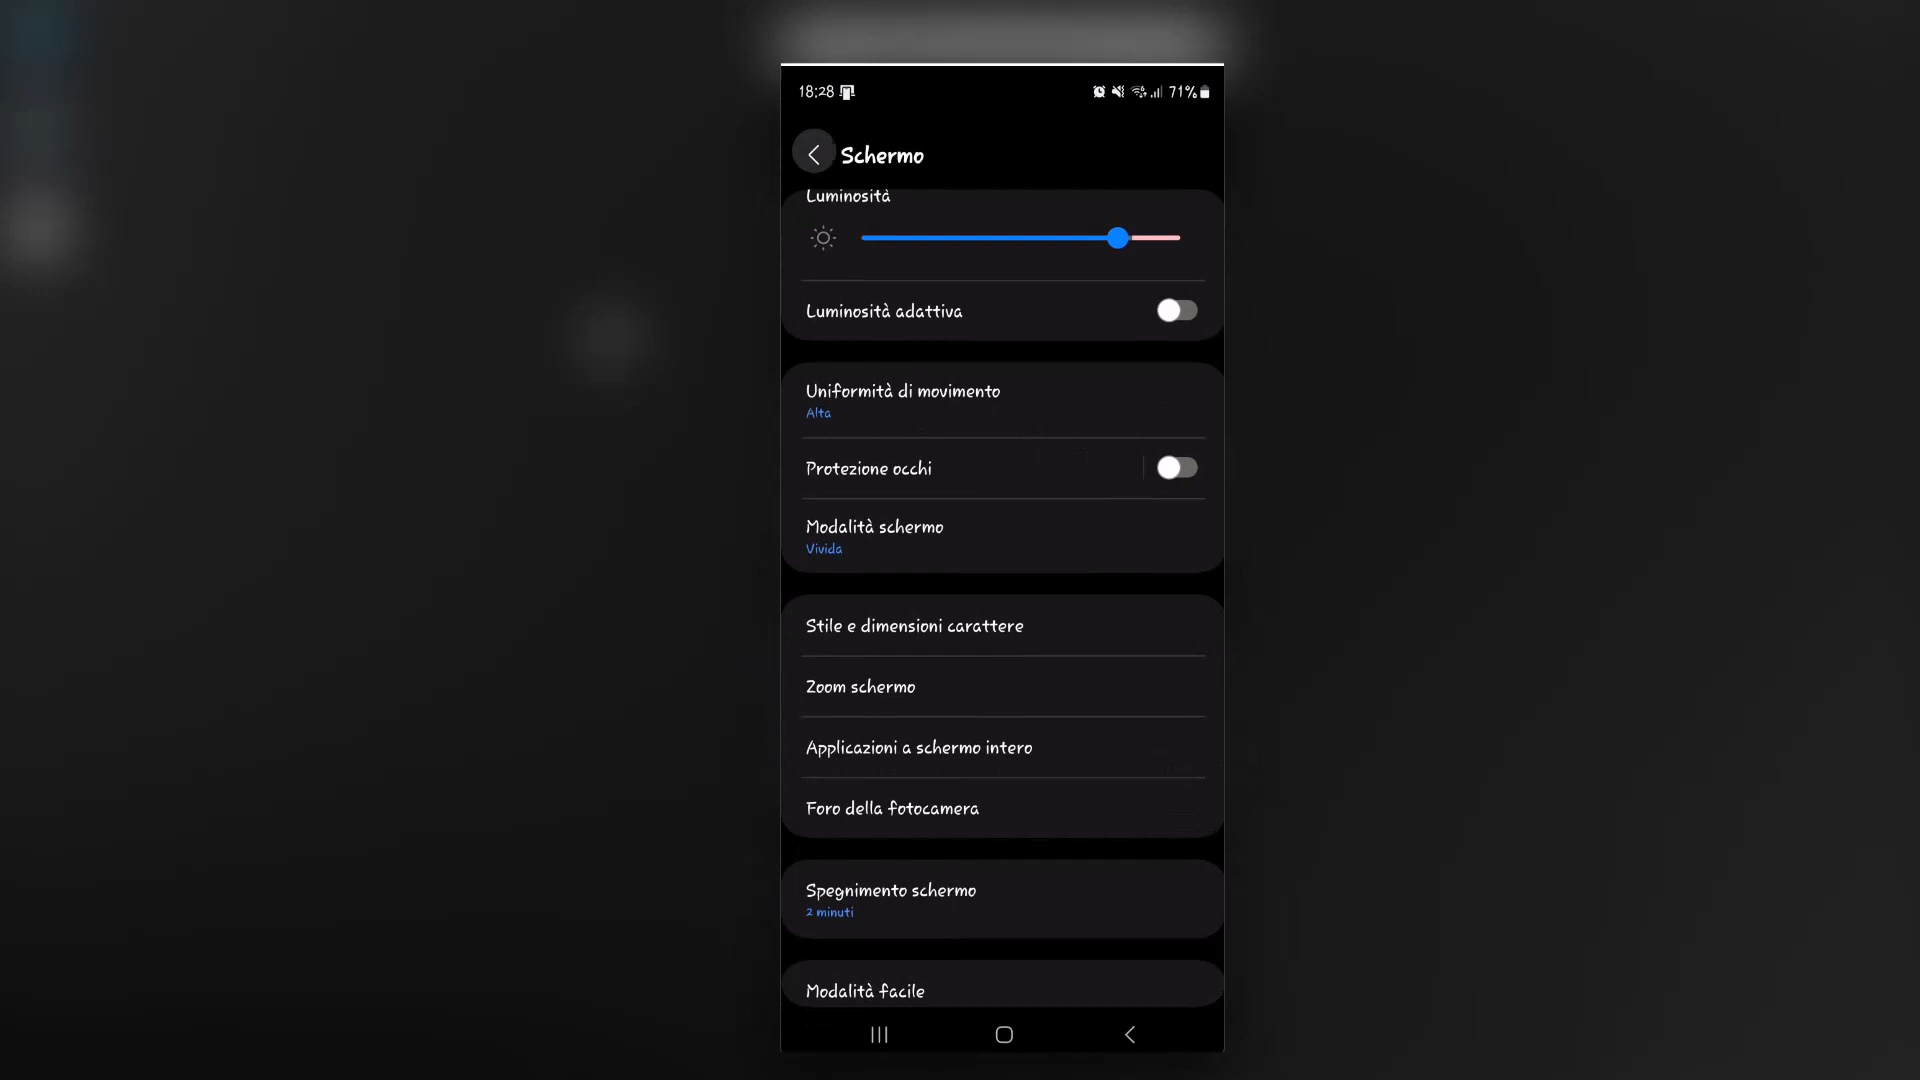 18:28 71%
Schermo
Luminosità
Luminosità adattiva
Uniformità di movimento
Alta
Protezione occhi
Modalità schermo
Vivida
Stile e dimensioni carattere
Zoom schermo
Applicazioni a schermo intero
Foro della fotocamera
Spegnimento schermo
2 minuti
Modalità facile